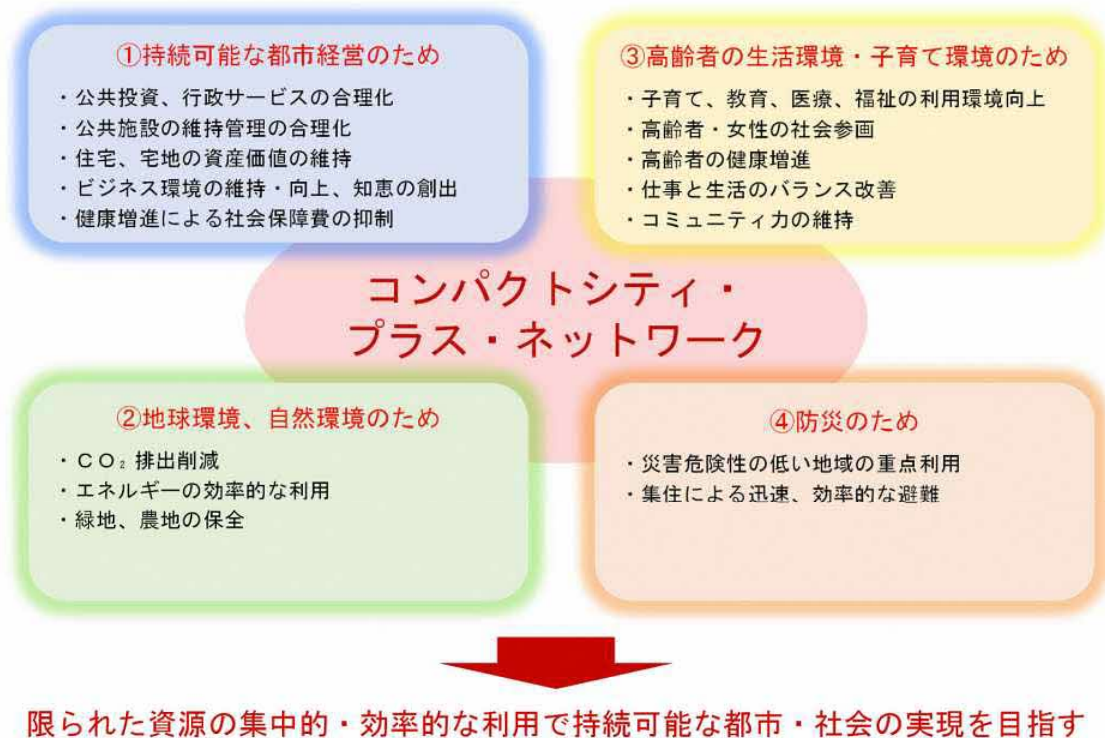 ①持続可能な都市経営のため
・公共投資、行政サービスの合理化
・公共施設の維持管理の合理化
・住宅、宅地の資産価値の維持
・ビジネス環境の維持・向上、知恵の創出
・健康増進による社会保障費の抑制
③高齢者の生活環境・子育て環境のため
・子育て、教育、医療、福祉の利用環境向上
・高齢者・女性の社会参画
・高齢者の健康増進
・仕事と生活のバランス改善
・コミュニティ力の維持
コンパクトシティ・
プラス・ネットワーク
②地球環境、自然環境のため
・ＣＯ₂ 排出削減
・エネルギーの効率的な利用
・緑地、農地の保全
④防災のため
・災害危険性の低い地域の重点利用
・集住による迅速、効率的な避難
限られた資源の集中的・効率的な利用で持続可能な都市・社会の実現を目指す